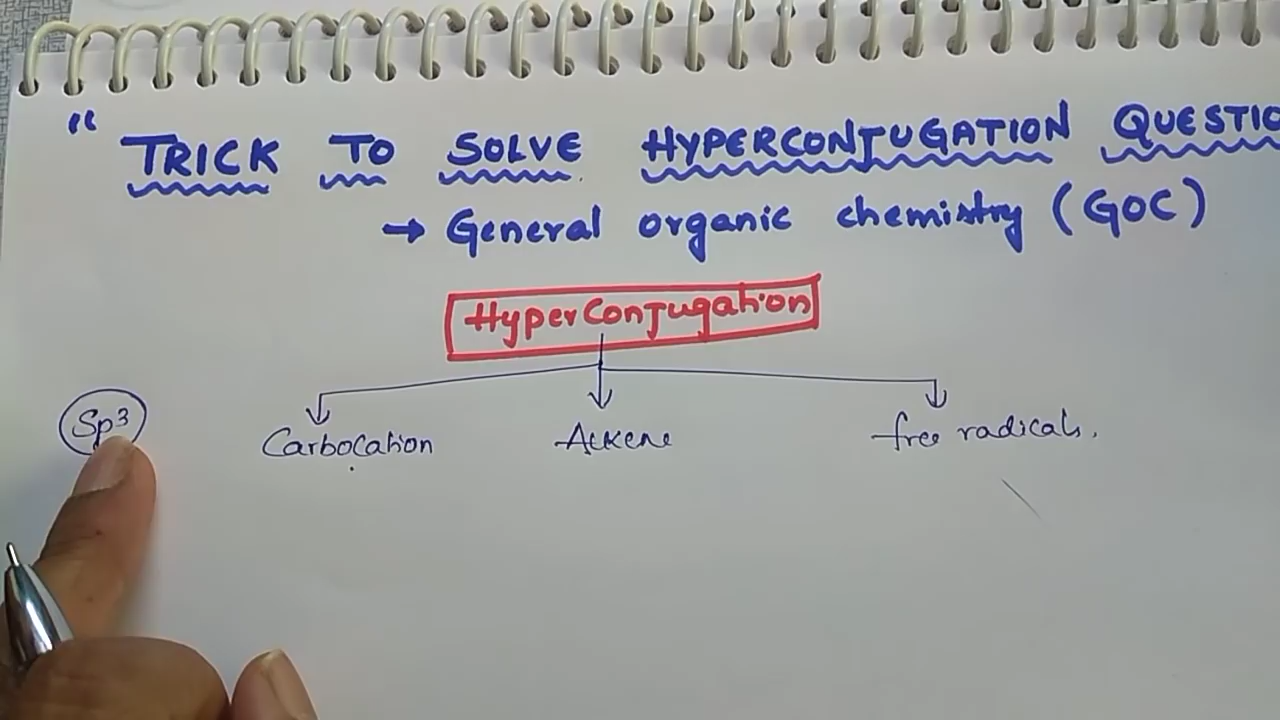 " TRICK TO SOLVE HYPERCONJUGATION QUESTIO
→ General organic chemistry (GOC)
HyperConjugation
Sp³ Carbocation Alkene free radicals.